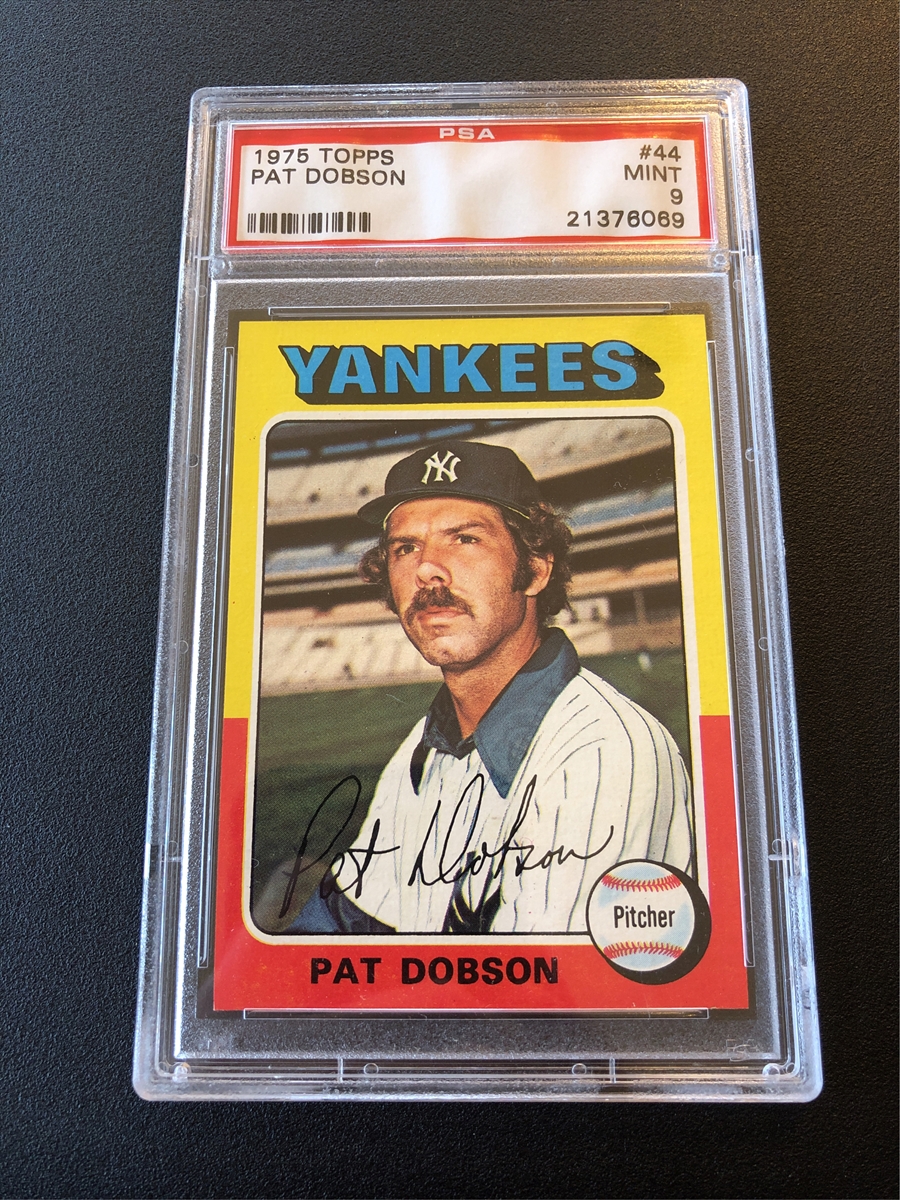 PSA
1975 TOPPS #44
PAT DOBSON MINT
9
21376069
YANKEES
NY
Pat Dobson
Pitcher
PAT DOBSON